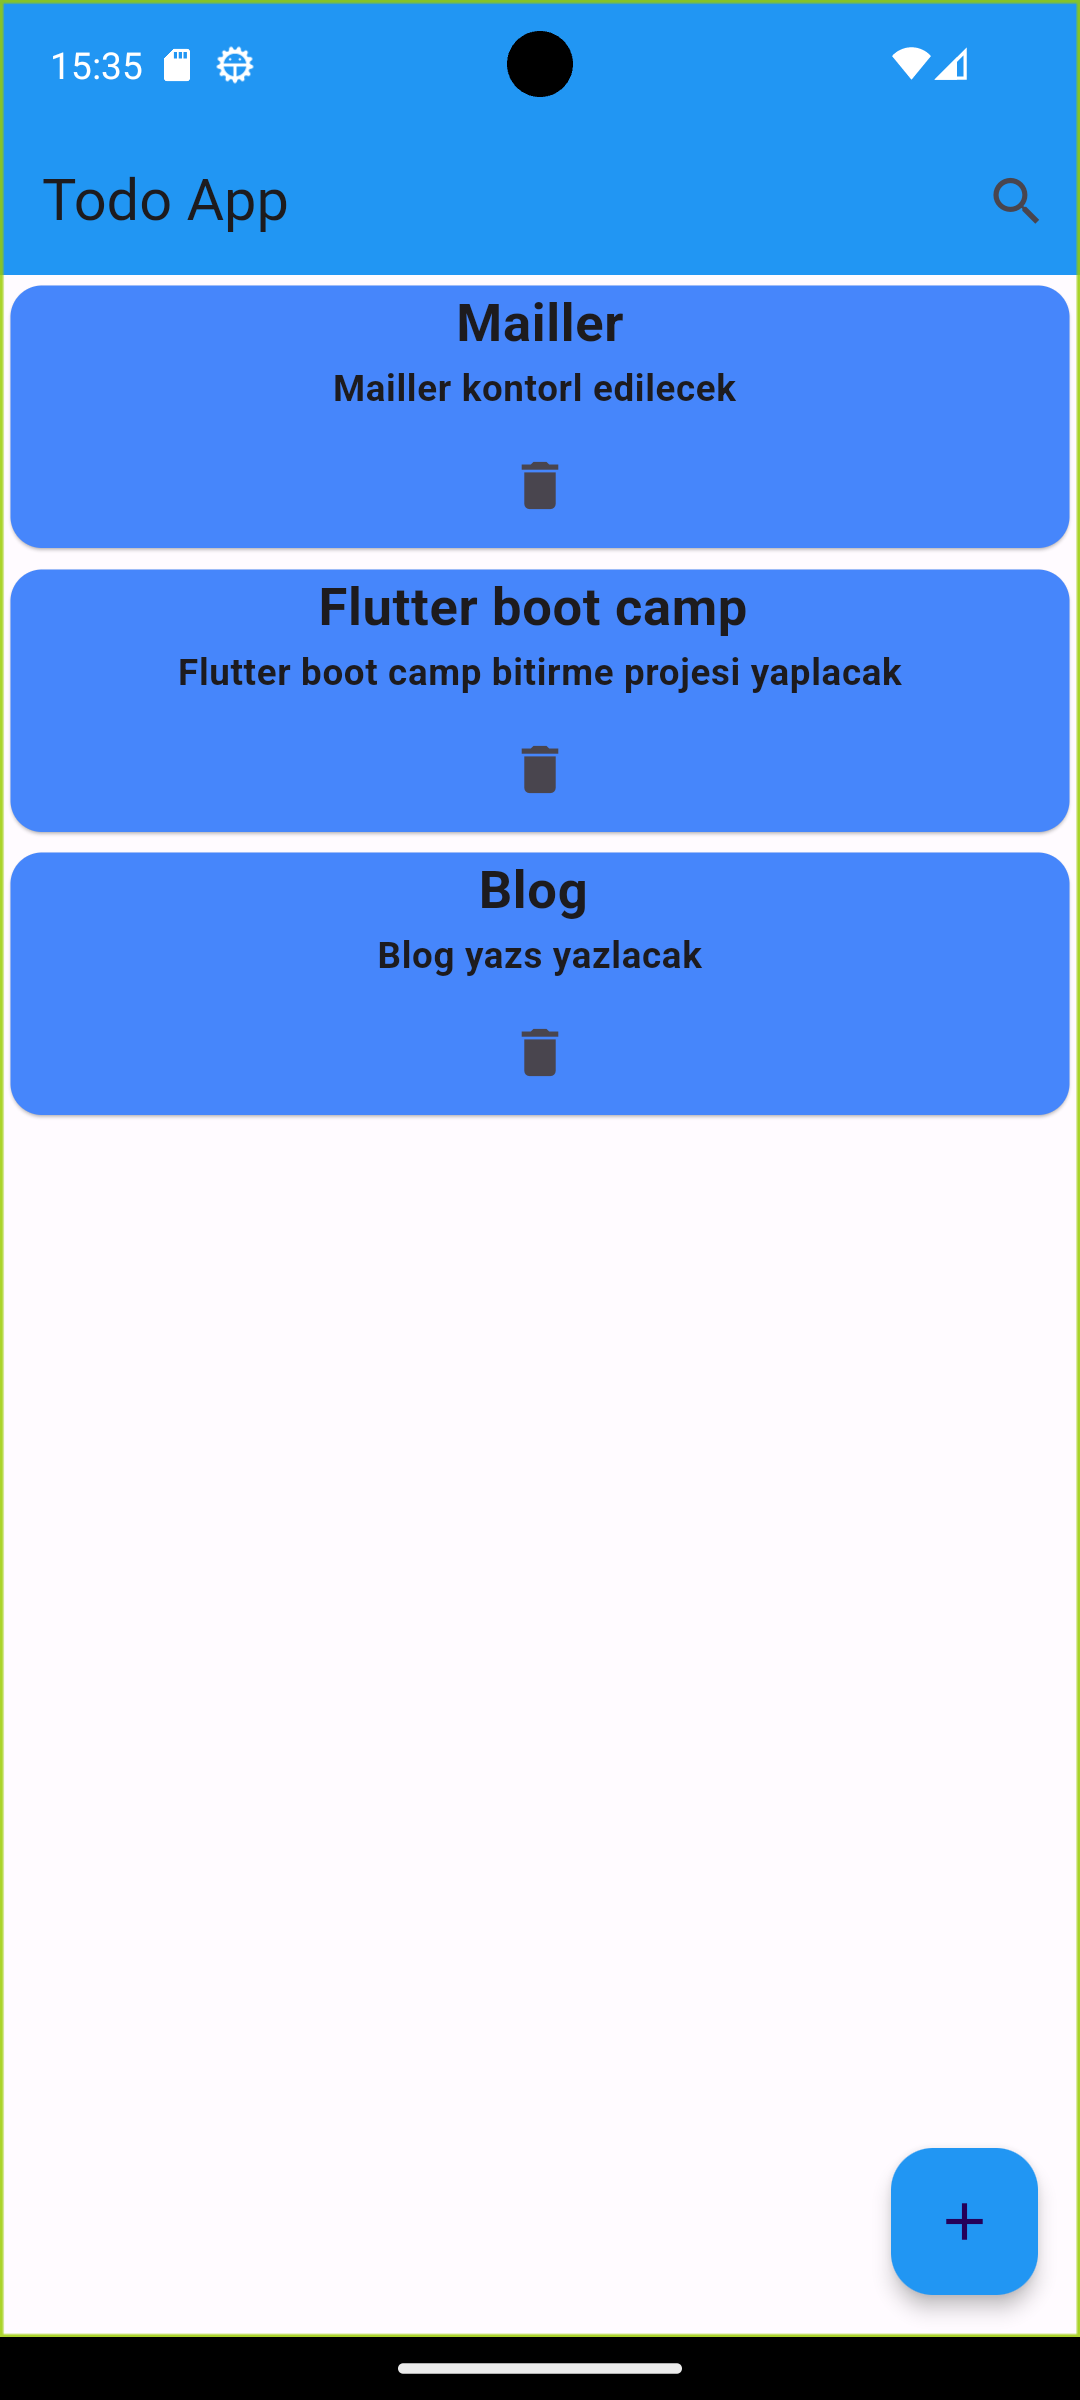 15:35
Todo App
Mailler
Mailler kontorl edilecek
Flutter boot camp
Flutter boot camp bitirme projesi yaplacak
Blog
Blog yazs yazlacak